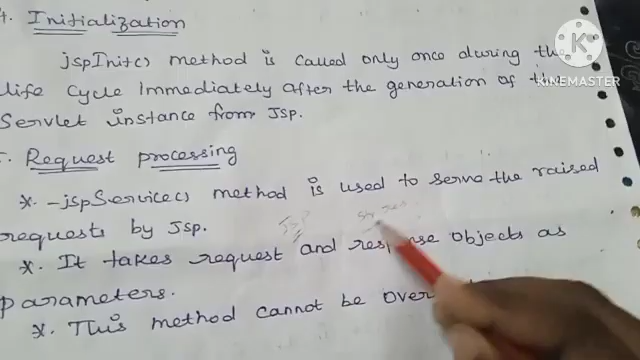 4. Initialization
jspInit() method is called only once during the
life cycle immediately after the generation of the
Servlet instance from Jsp.
5. Request processing
*. -jspService() method is used to serve the raised
requests by Jsp.
Jsp
*. It takes request and response objects as
parameters.
*. This method cannot be over
KINEMASTER